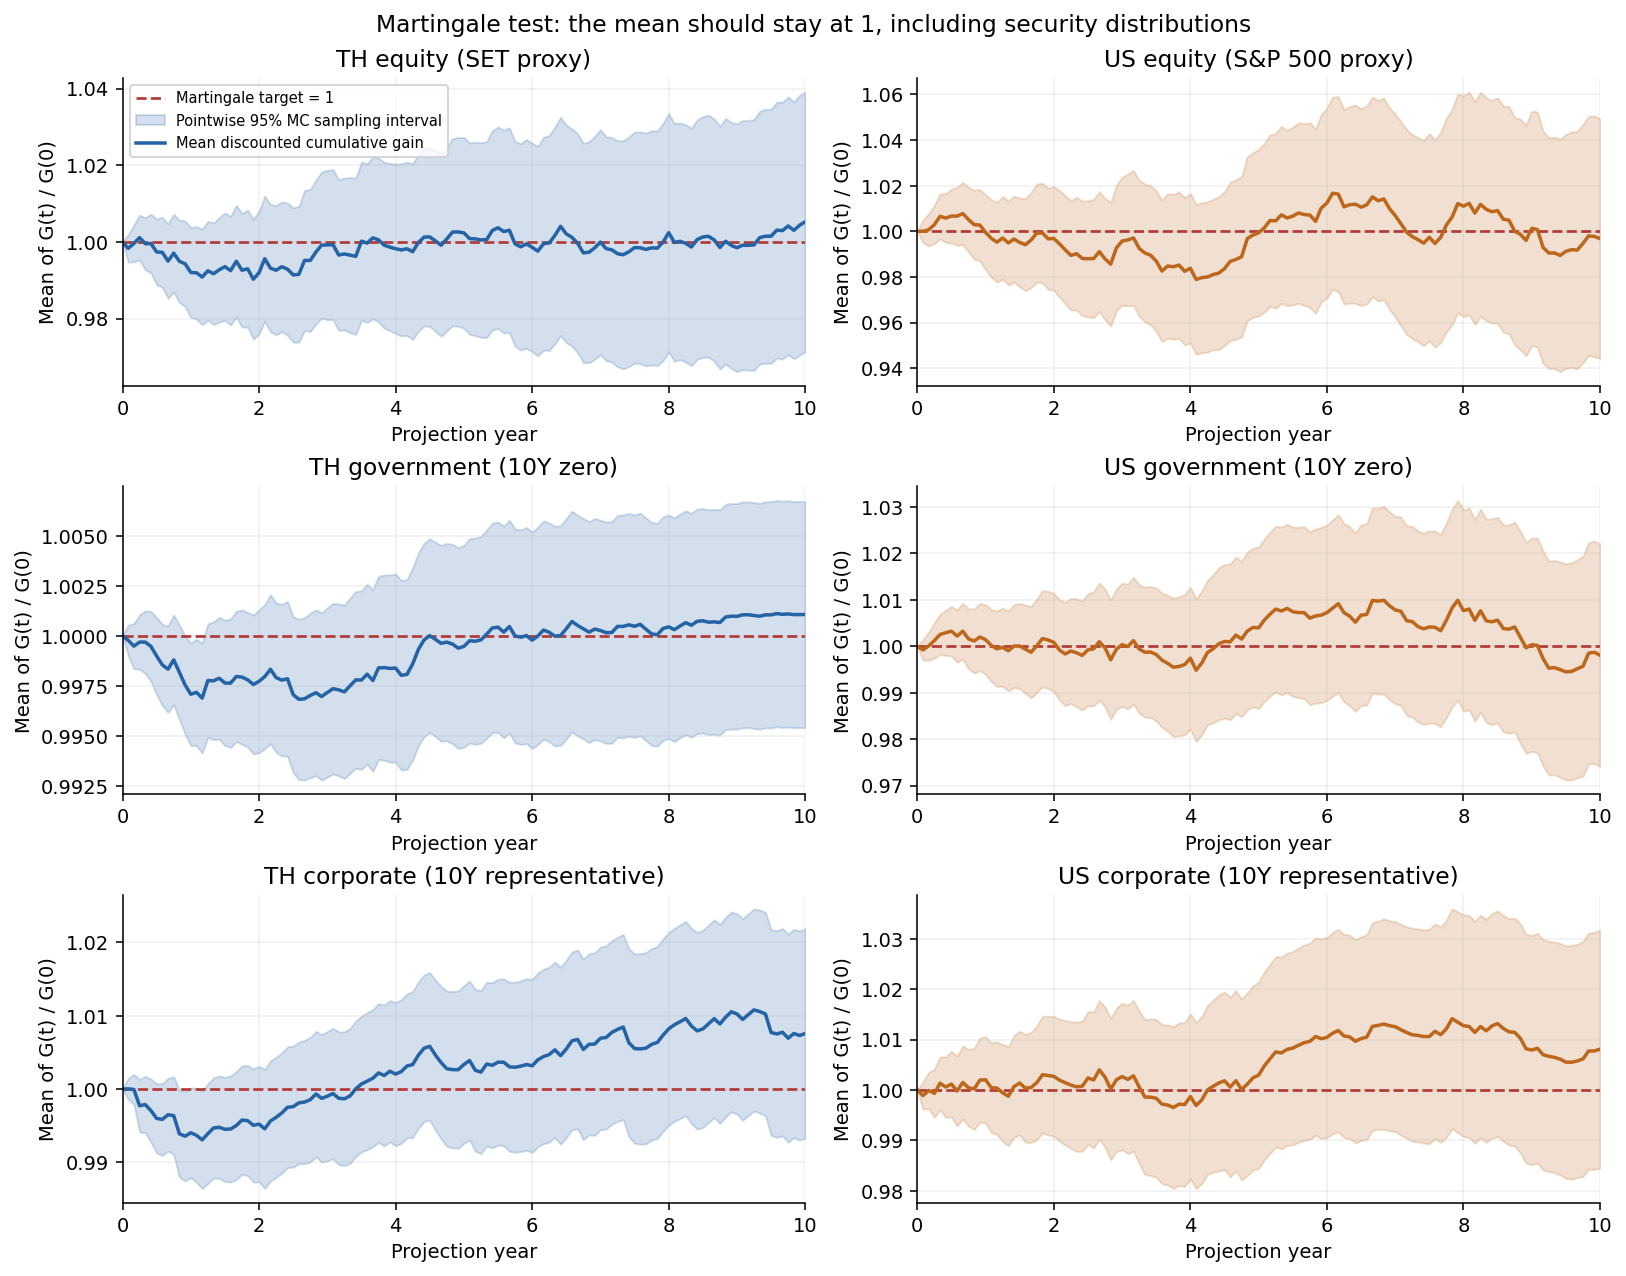 Martingale test: the mean should stay at 1, including security distributions
TH equity (SET proxy)
Mean of G(t) / G(0)
1.04
1.02
1.00
0.98
Martingale target = 1
Pointwise 95% MC sampling interval
Mean discounted cumulative gain
0 2 4 6 8 10
Projection year
US equity (S&P 500 proxy)
Mean of G(t) / G(0)
1.06
1.04
1.02
1.00
0.98
0.96
0.94
0 2 4 6 8 10
Projection year
TH government (10Y zero)
Mean of G(t) / G(0)
1.0050
1.0025
1.0000
0.9975
0.9950
0.9925
0 2 4 6 8 10
Projection year
US government (10Y zero)
Mean of G(t) / G(0)
1.03
1.02
1.01
1.00
0.99
0.98
0.97
0 2 4 6 8 10
Projection year
TH corporate (10Y representative)
Mean of G(t) / G(0)
1.02
1.01
1.00
0.99
0 2 4 6 8 10
Projection year
US corporate (10Y representative)
Mean of G(t) / G(0)
1.03
1.02
1.01
1.00
0.99
0.98
0 2 4 6 8 10
Projection year